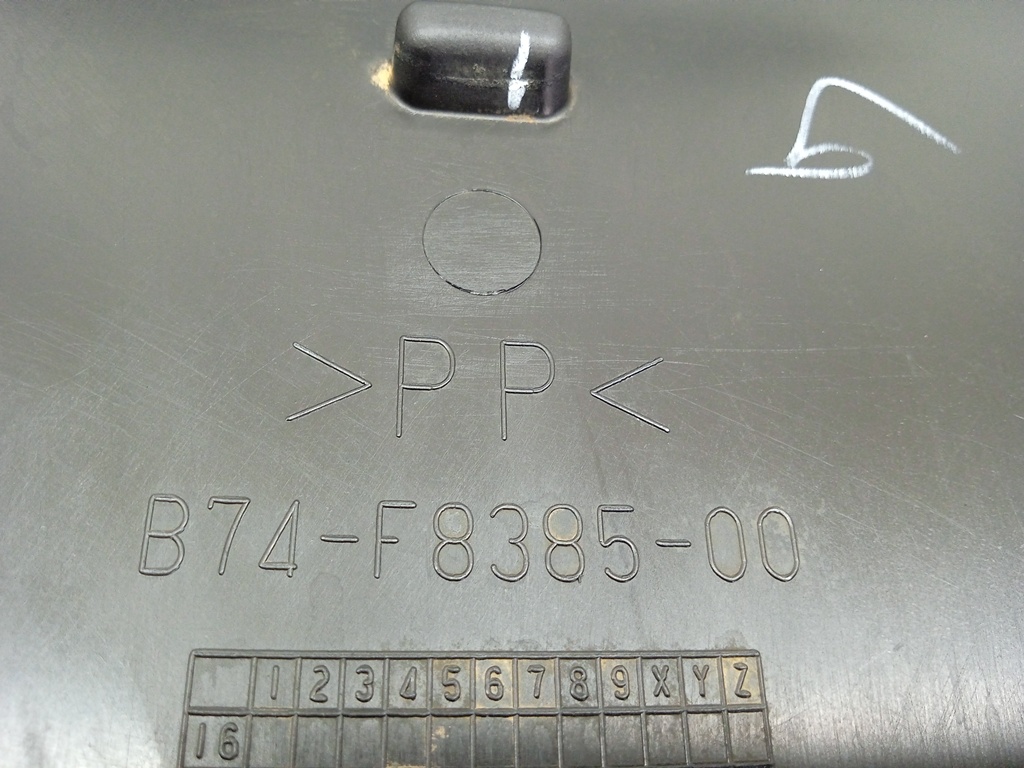 >PP<
B74-F8385-00
1 2 3 4 5 6 7 8 9 X Y Z
16